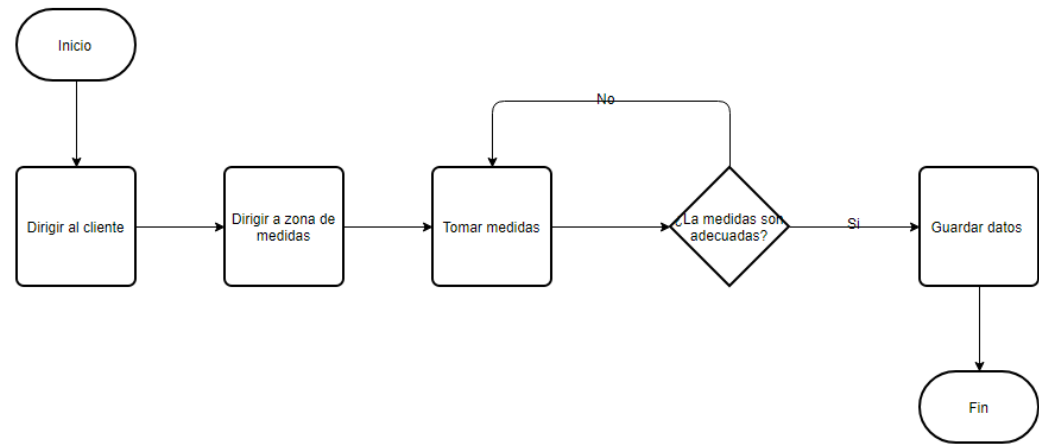 Inicio
No
Dirigir al cliente
Dirigir a zona de
medidas
Tomar medidas
¿La medidas son
adecuadas?
Si
Guardar datos
Fin